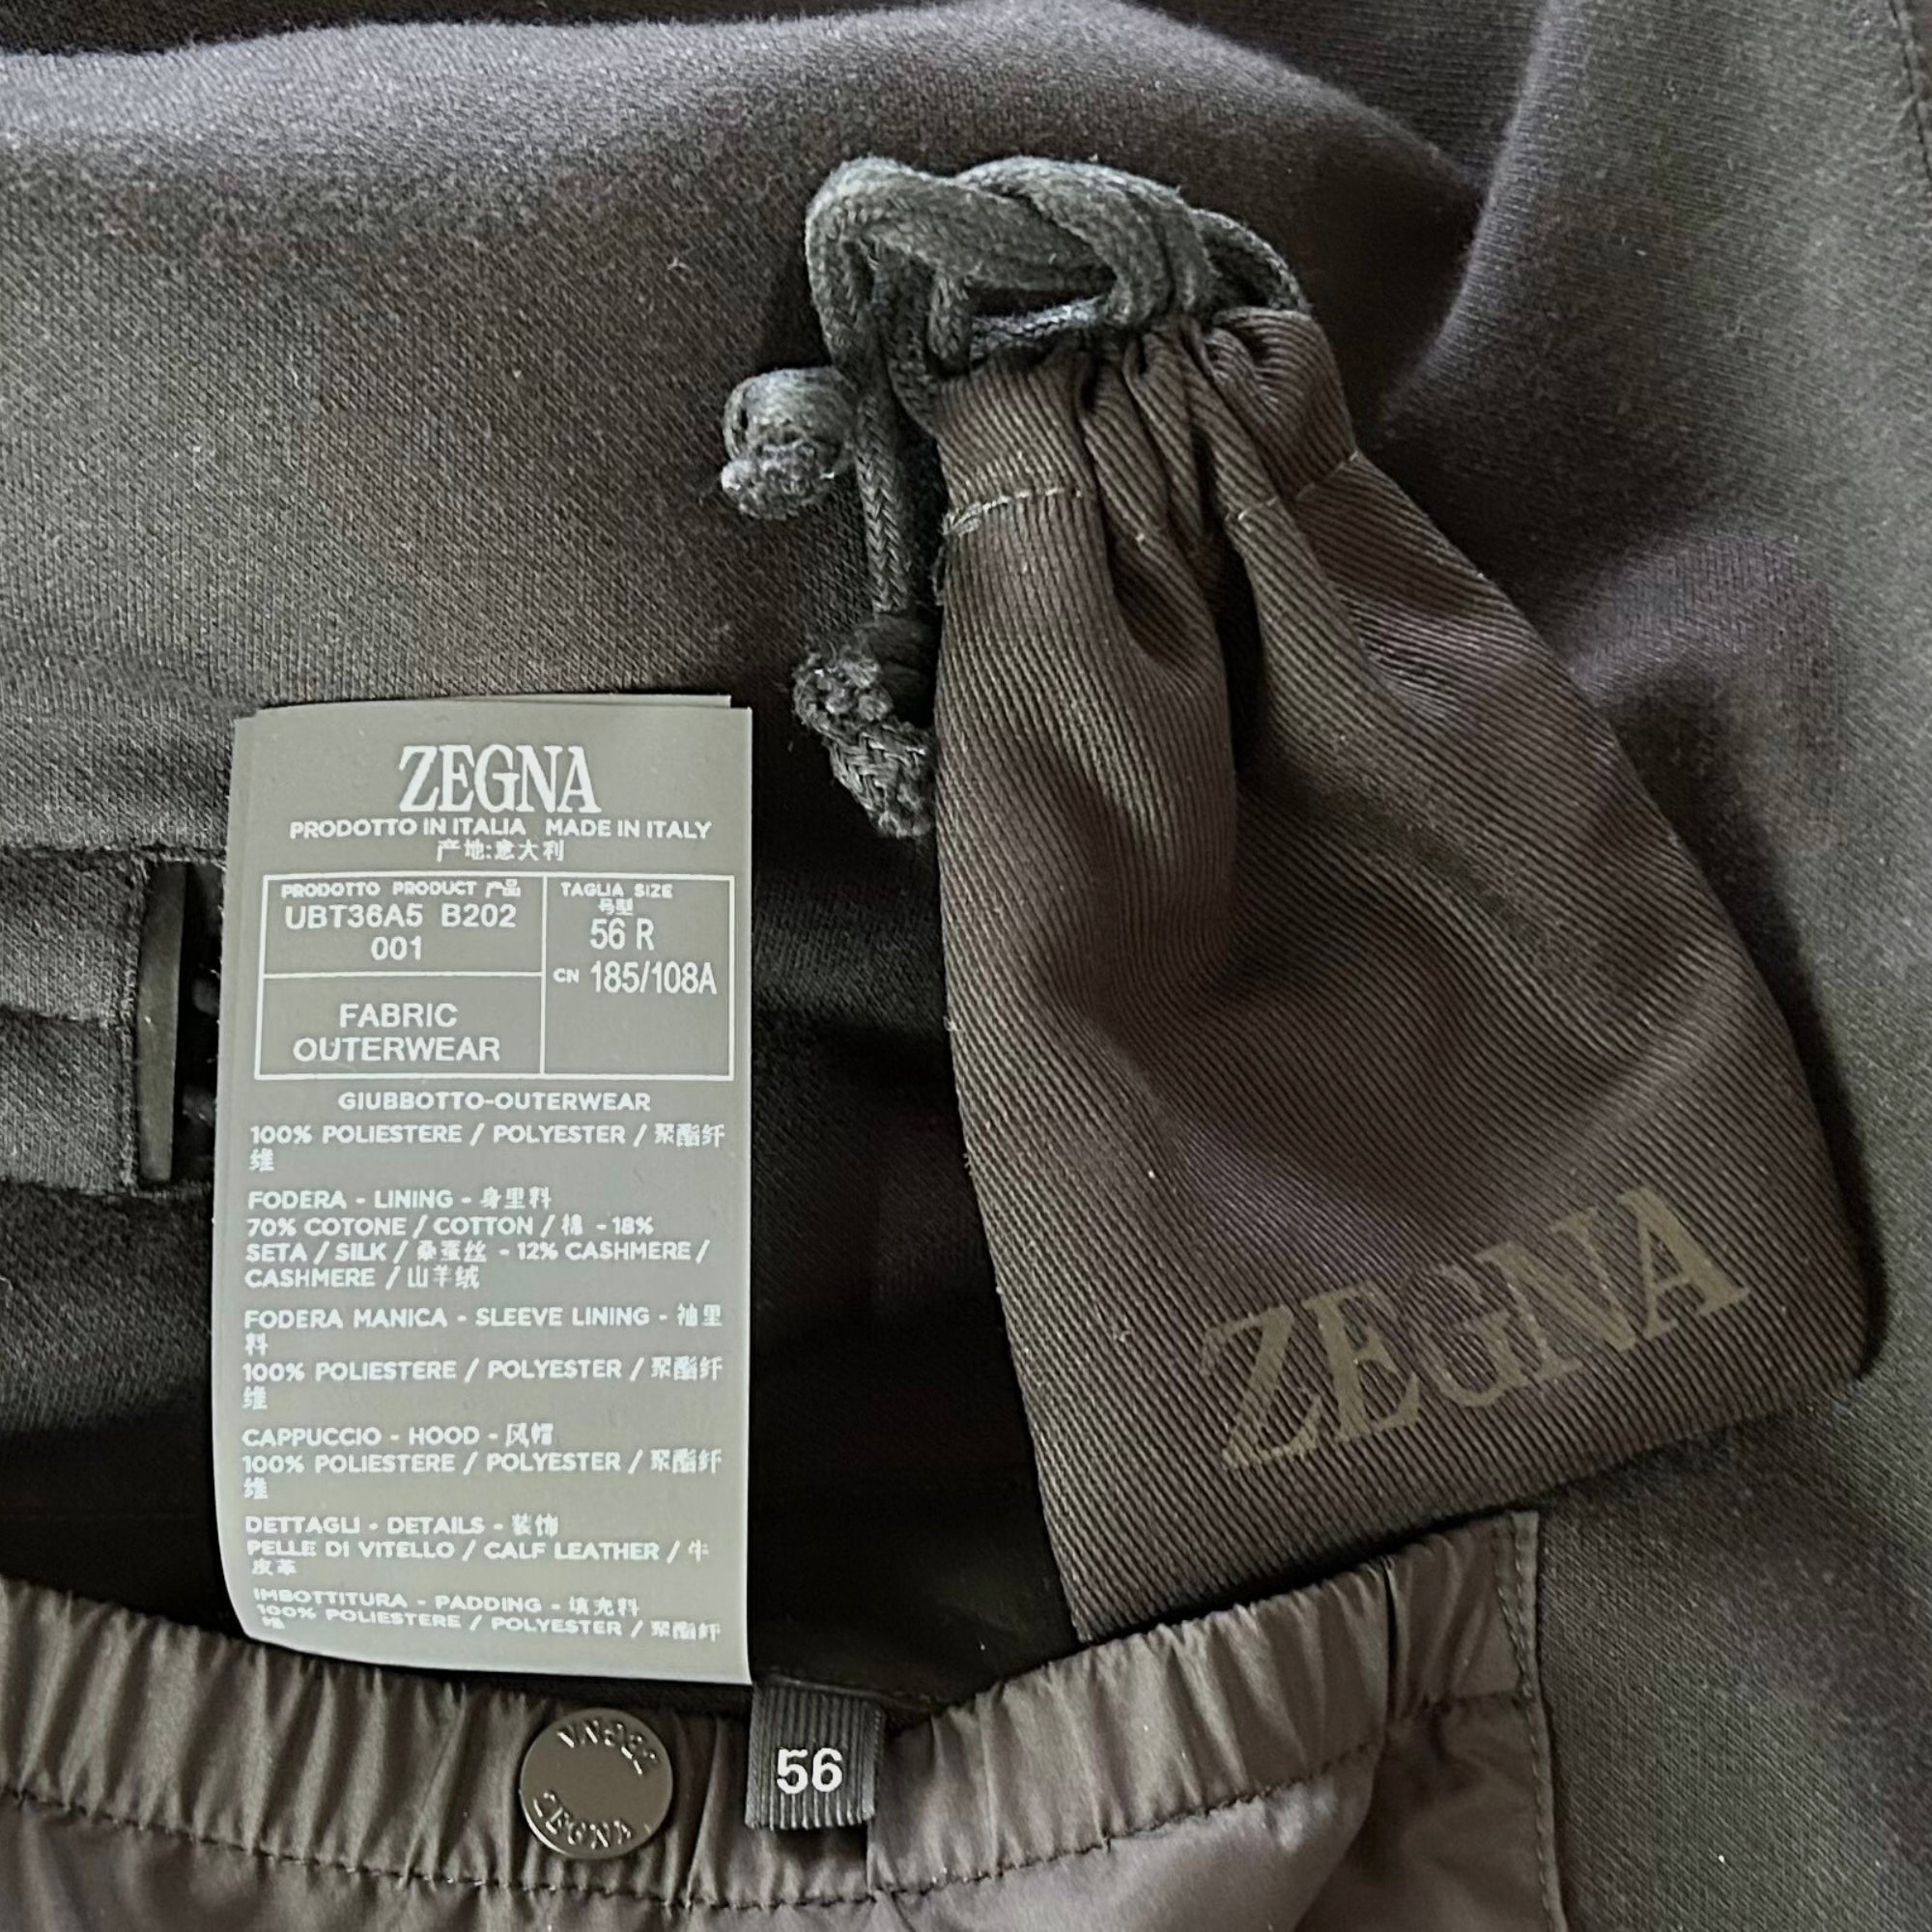 ZEGNA
PRODOTTO IN ITALIA MADE IN ITALY
产地:意大利
PRODOTTO PRODUCT 产品
UBT36A5 B202
001
TAGLIA SIZE
号型
56 R
CN 185/108A
FABRIC
OUTERWEAR
GIUBBOTTO-OUTERWEAR
100% POLIESTERE / POLYESTER / 聚酯纤
维
FODERA - LINING - 身里料
70% COTONE / COTTON / 棉 - 18%
SETA / SILK / 桑蚕丝 - 12% CASHMERE /
CASHMERE / 山羊绒
FODERA MANICA - SLEEVE LINING - 袖里
料
100% POLIESTERE / POLYESTER / 聚酯纤
维
CAPPUCCIO - HOOD - 风帽
100% POLIESTERE / POLYESTER / 聚酯纤
维
DETTAGLI - DETAILS - 装饰
PELLE DI VITELLO / CALF LEATHER / 牛
皮革
IMBOTTITURA - PADDING - 填充料
100% POLIESTERE / POLYESTER / 聚酯纤
维
ZEGNA
ZEGNA
ZEGNA
56